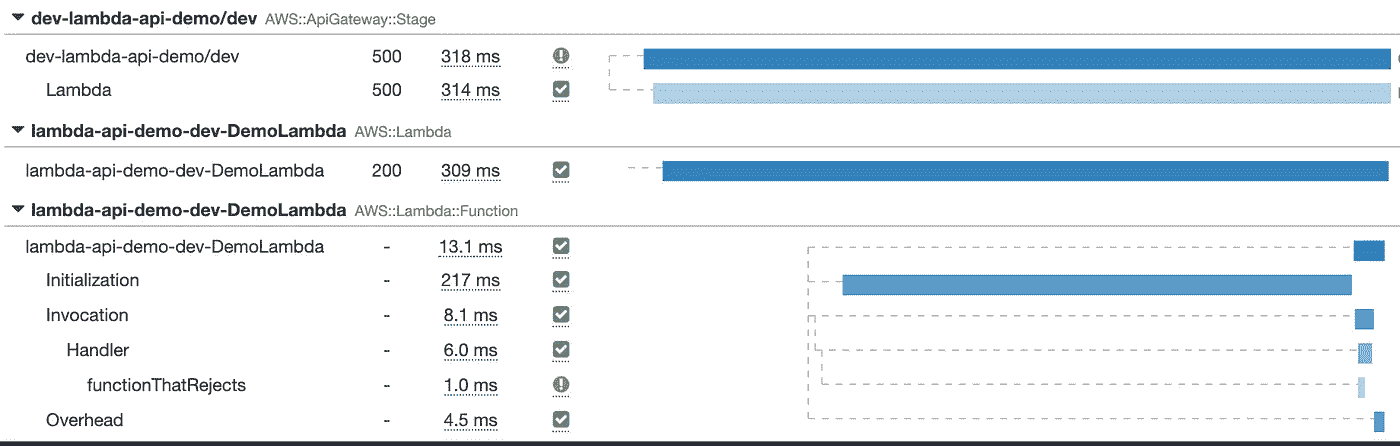 dev-lambda-api-demo/dev AWS::ApiGateway::Stage
dev-lambda-api-demo/dev 500 318 ms
Lambda 500 314 ms
lambda-api-demo-dev-DemoLambda AWS::Lambda
lambda-api-demo-dev-DemoLambda 200 309 ms
lambda-api-demo-dev-DemoLambda AWS::Lambda::Function
lambda-api-demo-dev-DemoLambda - 13.1 ms
Initialization - 217 ms
Invocation - 8.1 ms
Handler - 6.0 ms
functionThatRejects - 1.0 ms
Overhead - 4.5 ms